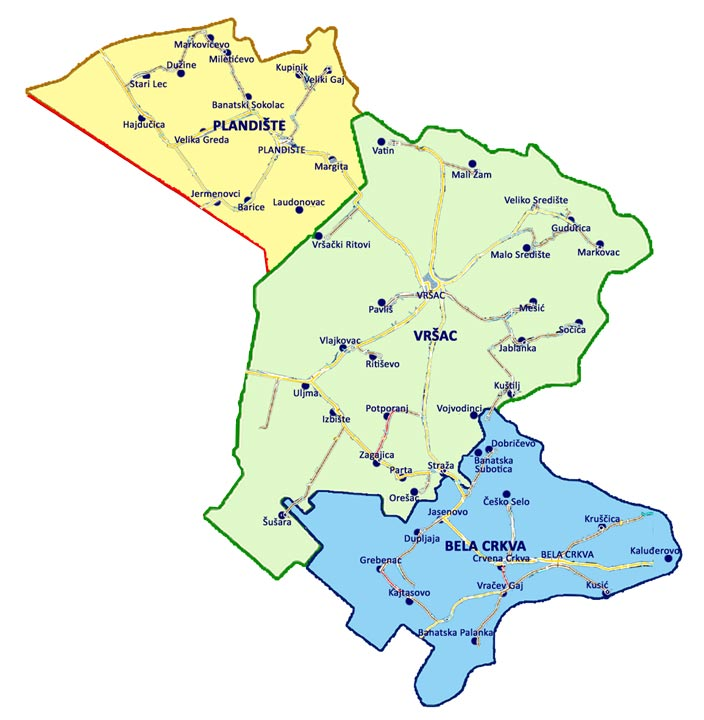 Markovićevo
Miletićevo
Dužine
Kupinik
Stari Lec
Veliki Gaj
Banatski Sokolac
Hajdučica
PLANDIŠTE
Velika Greda
PLANDIŠTE
Margita
Vatin
Mali Žam
Jermenovci
Barice
Laudonovac
Veliko Središte
Gudurica
Vršački Ritovi
Malo Središte
Markovac
VRŠAC
Pavliš
Mesić
VRŠAC
Sočica
Vlajkovac
Jablanka
Ritiševo
Uljma
Kuštilj
Izbište
Potporanj
Vojvodinci
Zagajica
Dobričevo
Banatska
Subotica
Parta
Straža
Orešac
Češko Selo
Šušara
Jasenovo
Kruščica
Dupljaja
BELA CRKVA
Crvena Crkva
BELA CRKVA
Kaluđerovo
Grebenac
Vračev Gaj
Kusić
Kajtasovo
Banatska Palanka